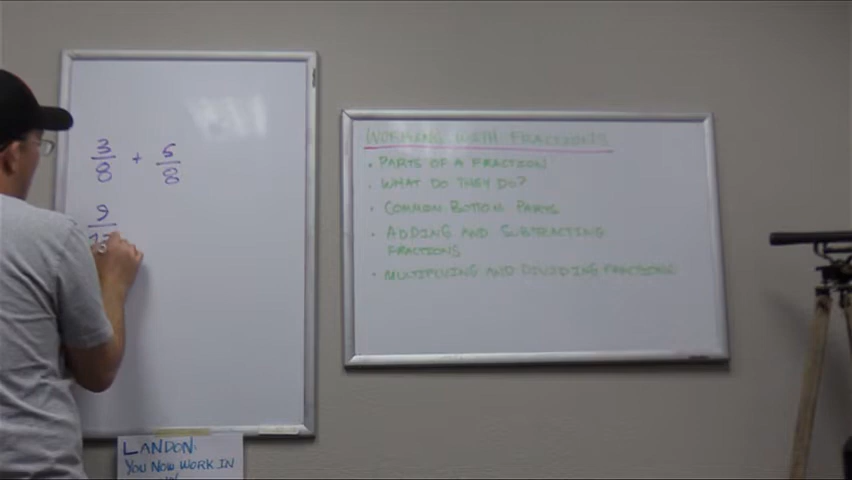 3/8 + 5/8
9
WORKING WITH FRACTIONS
• PARTS OF A FRACTION
• WHAT DO THEY DO?
• COMMON BOTTOM PARTS
• ADDING AND SUBTRACTING
FRACTIONS
• MULTIPLYING AND DIVIDING FRACTIONS
LANDON:
YOU NOW WORK IN